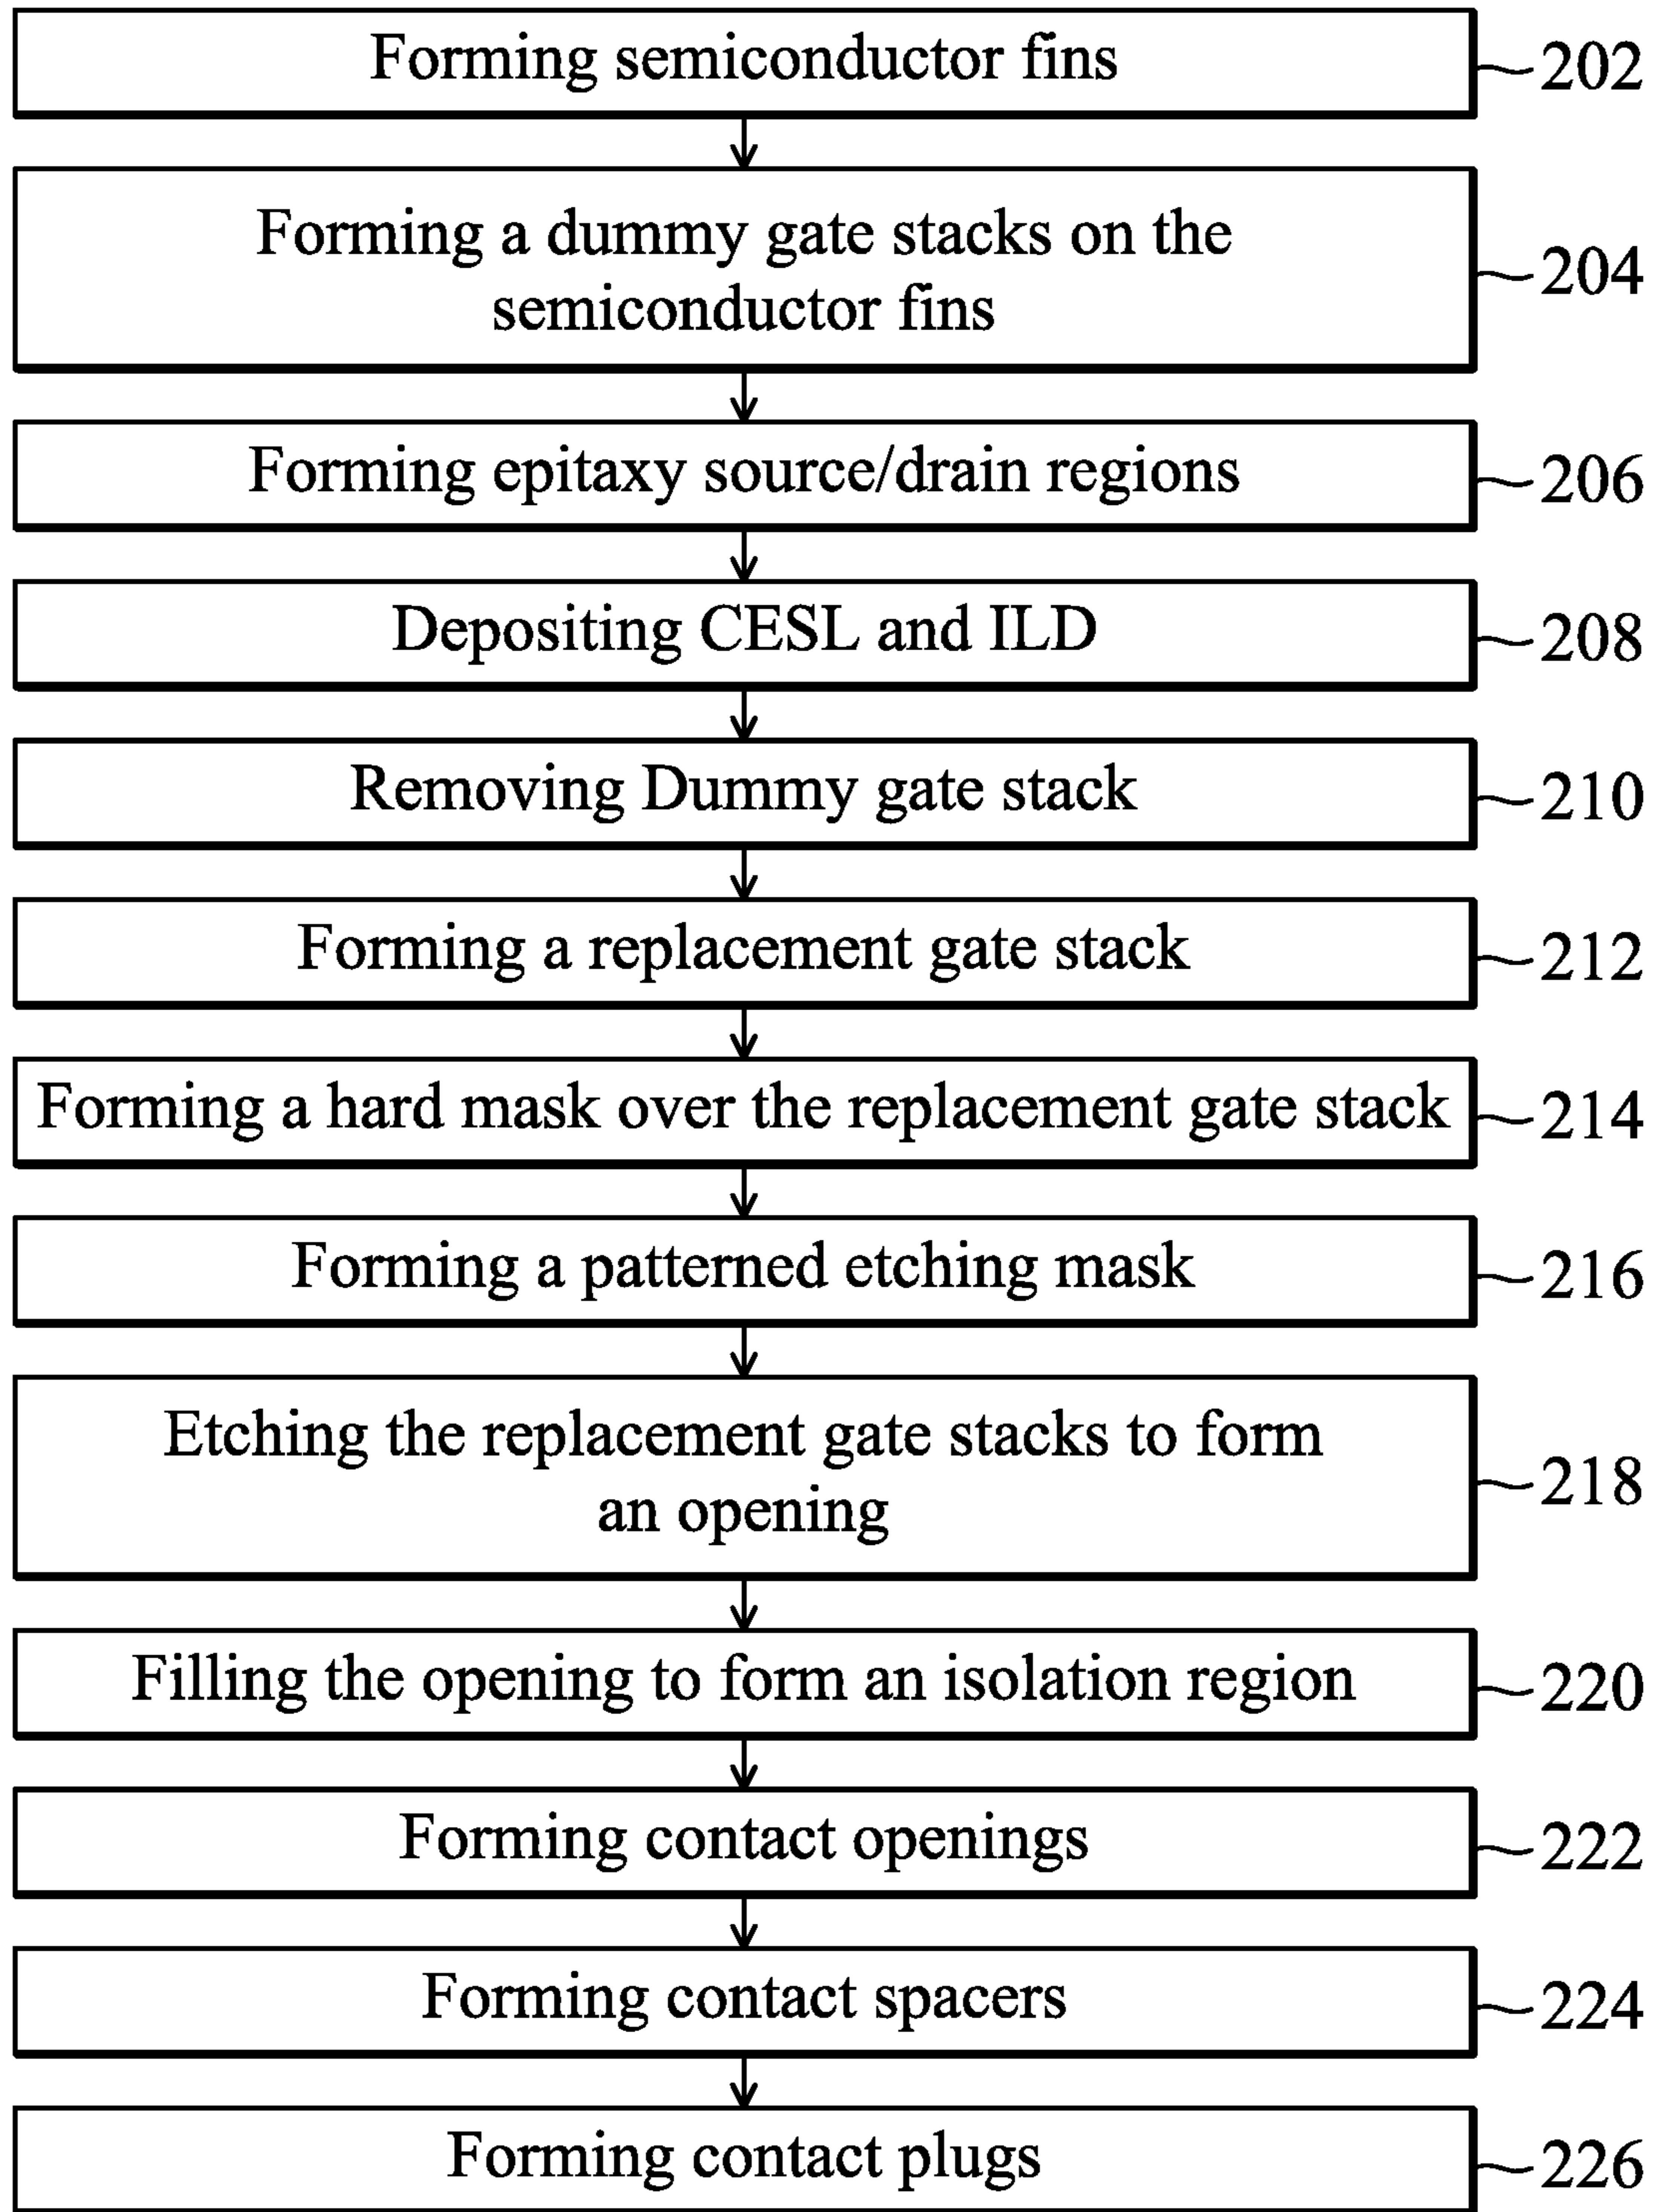 Forming semiconductor fins
202
Forming a dummy gate stacks on the
semiconductor fins
204
Forming epitaxy source/drain regions
206
Depositing CESL and ILD
208
Removing Dummy gate stack
210
Forming a replacement gate stack
212
Forming a hard mask over the replacement gate stack
214
Forming a patterned etching mask
216
Etching the replacement gate stacks to form
an opening
218
Filling the opening to form an isolation region
220
Forming contact openings
222
Forming contact spacers
224
Forming contact plugs
226